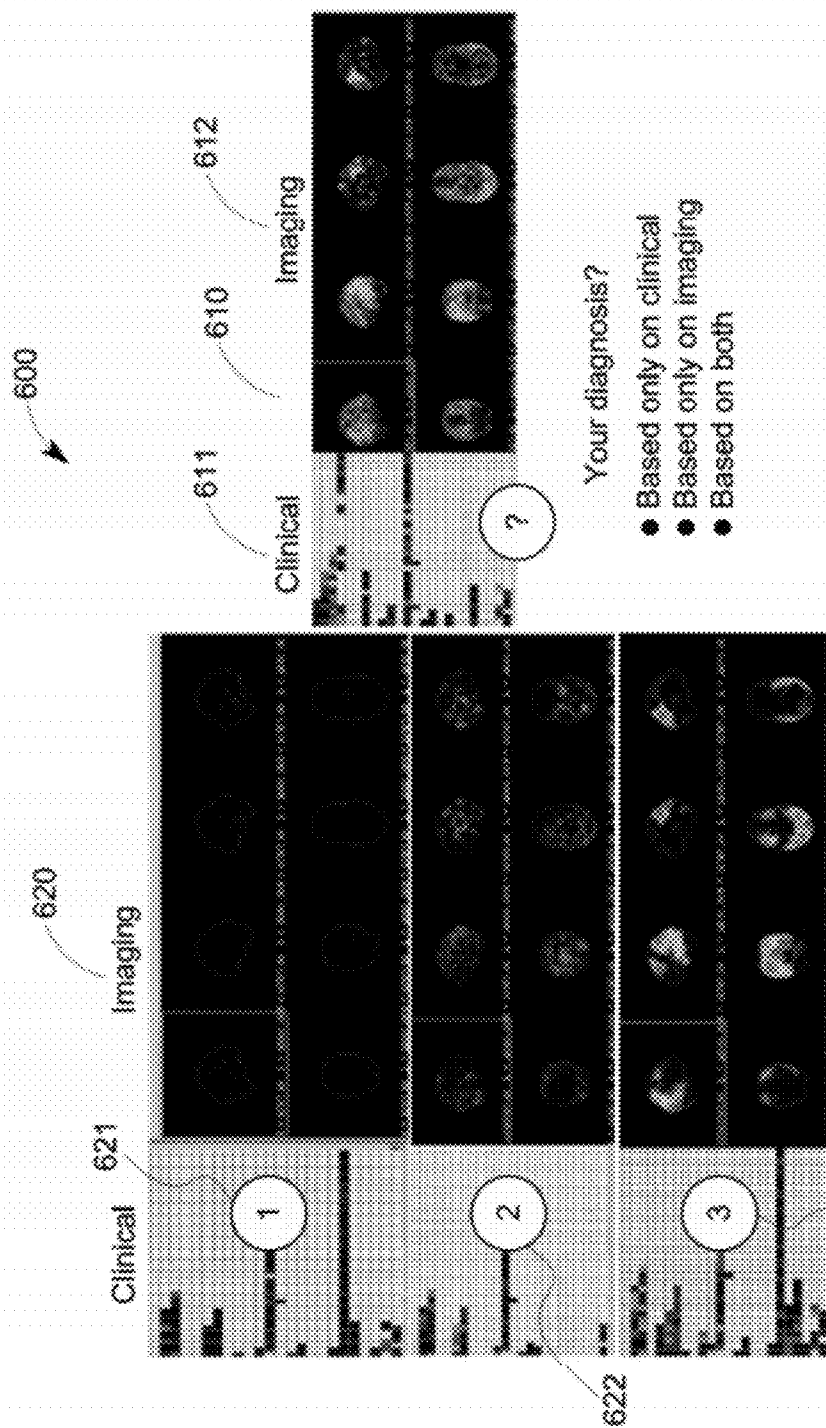 600
620
Clinical
Imaging
621
1
2
622
3
611
610
612
Clinical
Imaging
?
Your diagnosis?
● Based only on clinical
● Based only on imaging
● Based on both